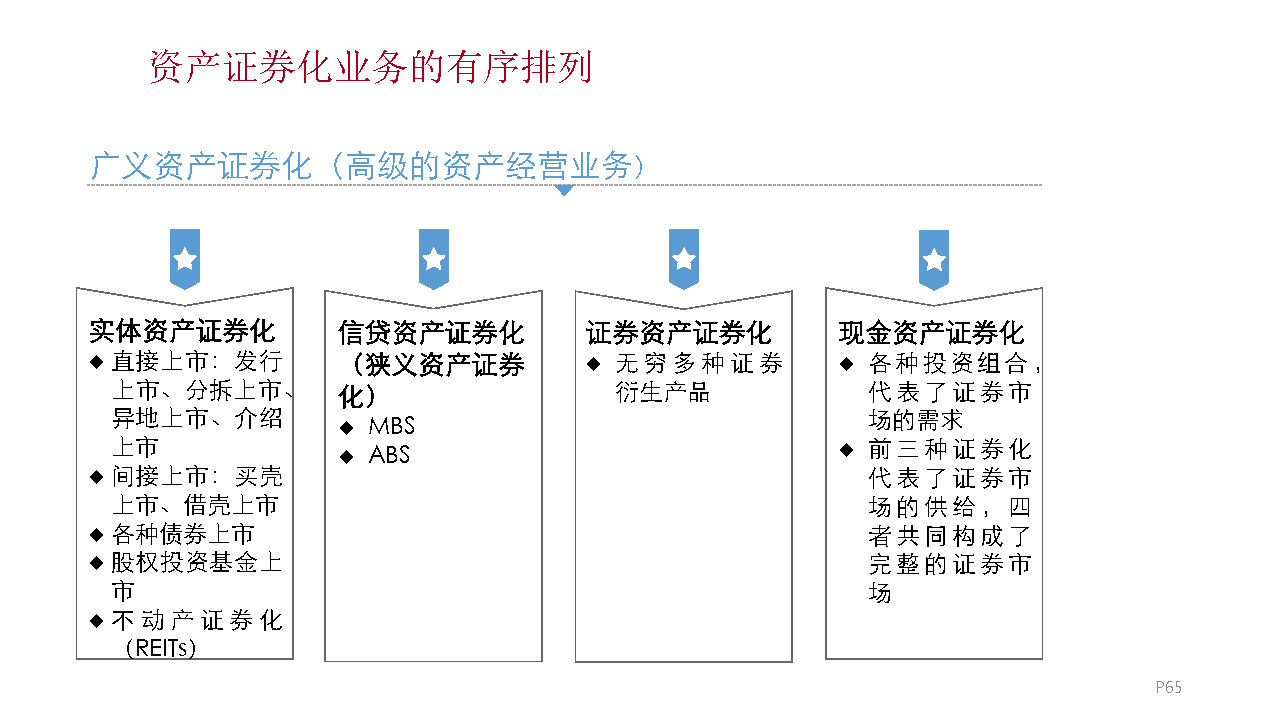 资产证券化业务的有序排列
广义资产证券化（高级的资产经营业务）
实体资产证券化
◆ 直接上市：发行
上市、分拆上市、
异地上市、介绍
上市
◆ 间接上市：买壳
上市、借壳上市
◆ 各种债券上市
◆ 股权投资基金上
市
◆ 不动产证券化
（REITs）
信贷资产证券化
（狭义资产证券
化）
◆ MBS
◆ ABS
证券资产证券化
◆ 无穷多种证券
衍生产品
现金资产证券化
◆ 各种投资组合，
代表了证券市
场的需求
◆ 前三种证券化
代表了证券市
场的供给，四
者共同构成了
完整的证券市
场
P65